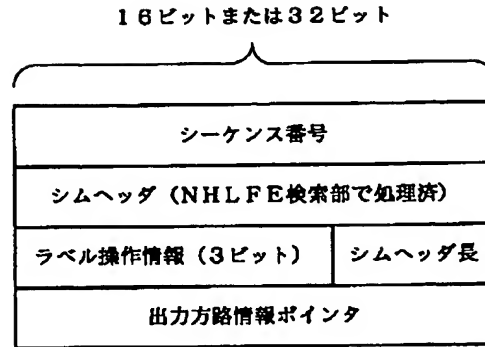 16ビットまたは32ビット
シーケンス番号
シムヘッダ（NHLFE検索部で処理済）
ラベル操作情報（3ビット） シムヘッダ長
出力方路情報ポインタ